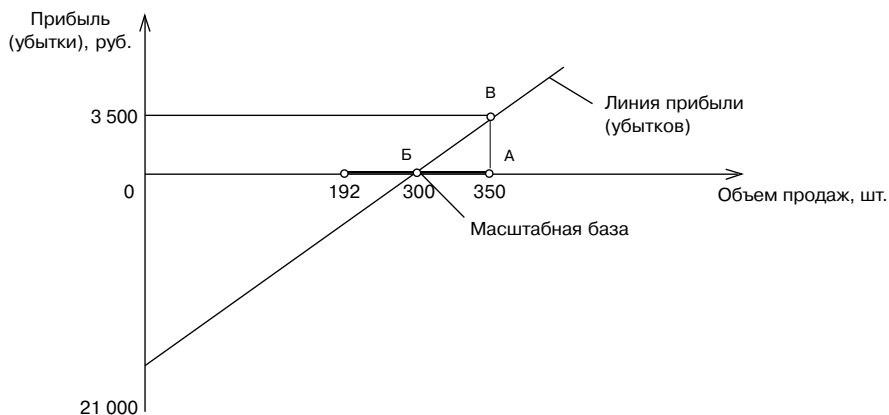 Прибыль
(убытки), руб.
В
Линия прибыли
(убытков)
3 500
Б
А
0
192
300
350
Объем продаж, шт.
Масштабная база
21 000